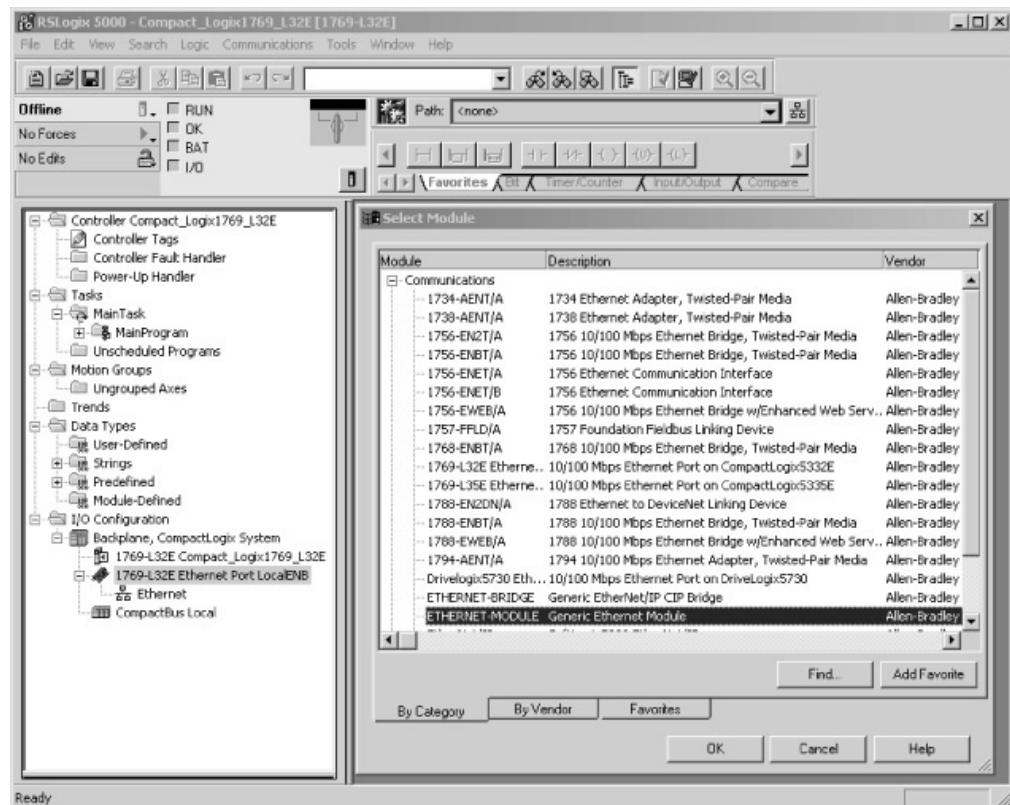 RSLogix 5000 - Compact_Logix1769_L32E [1769-L32E]
File Edit View Search Logic Communications Tools Window Help
Offline
RUN
No Forces
OK
No Edits
BAT
I/O
Path: <none>
Favorites Bit Timer/Counter Input/Output Compare
Controller Compact_Logix1769_L32E
Controller Tags
Controller Fault Handler
Power-Up Handler
Tasks
MainTask
MainProgram
Unscheduled Programs
Motion Groups
Ungrouped Axes
Trends
Data Types
User-Defined
Strings
Predefined
Module-Defined
I/O Configuration
Backplane, CompactLogix System
1769-L32E Compact_Logix1769_L32E
1769-L32E Ethernet Port LocalENB
Ethernet
CompactBus Local
Select Module
Module Description Vendor
Communications
1734-AENT/A 1734 Ethernet Adapter, Twisted-Pair Media Allen-Bradley
1738-AENT/A 1738 Ethernet Adapter, Twisted-Pair Media Allen-Bradley
1756-EN2T/A 1756 10/100 Mbps Ethernet Bridge, Twisted-Pair Media Allen-Bradley
1756-ENBT/A 1756 10/100 Mbps Ethernet Bridge, Twisted-Pair Media Allen-Bradley
1756-ENET/A 1756 Ethernet Communication Interface Allen-Bradley
1756-ENET/B 1756 Ethernet Communication Interface Allen-Bradley
1756-EWEB/A 1756 10/100 Mbps Ethernet Bridge w/Enhanced Web Serv.. Allen-Bradley
1757-FFLD/A 1757 Foundation Fieldbus Linking Device Allen-Bradley
1768-ENBT/A 1768 10/100 Mbps Ethernet Bridge, Twisted-Pair Media Allen-Bradley
1769-L32E Etherne... 10/100 Mbps Ethernet Port on CompactLogix5332E Allen-Bradley
1769-L35E Etherne... 10/100 Mbps Ethernet Port on CompactLogix5335E Allen-Bradley
1788-EN2DN/A 1788 Ethernet to DeviceNet Linking Device Allen-Bradley
1788-ENBT/A 1788 10/100 Mbps Ethernet Bridge, Twisted-Pair Media Allen-Bradley
1788-EWEB/A 1788 10/100 Mbps Ethernet Bridge w/Enhanced Web Serv.. Allen-Bradley
1794-AENT/A 1794 10/100 Mbps Ethernet Adapter, Twisted-Pair Media Allen-Bradley
Drivelogix5730 Eth... 10/100 Mbps Ethernet Port on DriveLogix5730 Allen-Bradley
ETHERNET-BRIDGE Generic EtherNet/IP CIP Bridge Allen-Bradley
ETHERNET-MODULE Generic Ethernet Module Allen-Bradley
Find... Add Favorite
By Category By Vendor Favorites
OK Cancel Help
Ready